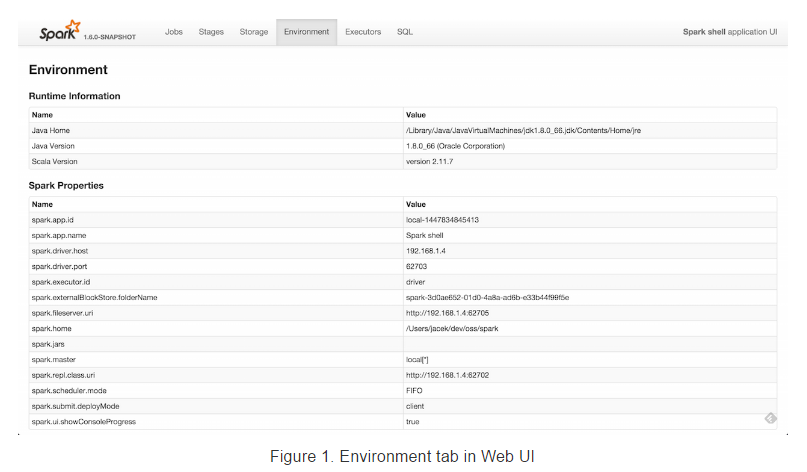 Spark 1.6.0-SNAPSHOT Jobs Stages Storage Environment Executors SQL Spark shell application UI
Environment
Runtime Information
Name Value
Java Home /Library/Java/JavaVirtualMachines/jdk1.8.0_66.jdk/Contents/Home/jre
Java Version 1.8.0_66 (Oracle Corporation)
Scala Version version 2.11.7
Spark Properties
Name Value
spark.app.id local-1447834845413
spark.app.name Spark shell
spark.driver.host 192.168.1.4
spark.driver.port 62703
spark.executor.id driver
spark.externalBlockStore.folderName spark-3d0ae652-01d0-4a8a-ad6b-e33b44f99f5e
spark.fileserver.uri http://192.168.1.4:62705
spark.home /Users/jacek/dev/oss/spark
spark.jars
spark.master local[*]
spark.repl.class.uri http://192.168.1.4:62702
spark.scheduler.mode FIFO
spark.submit.deployMode client
spark.ui.showConsoleProgress true
Figure 1. Environment tab in Web UI